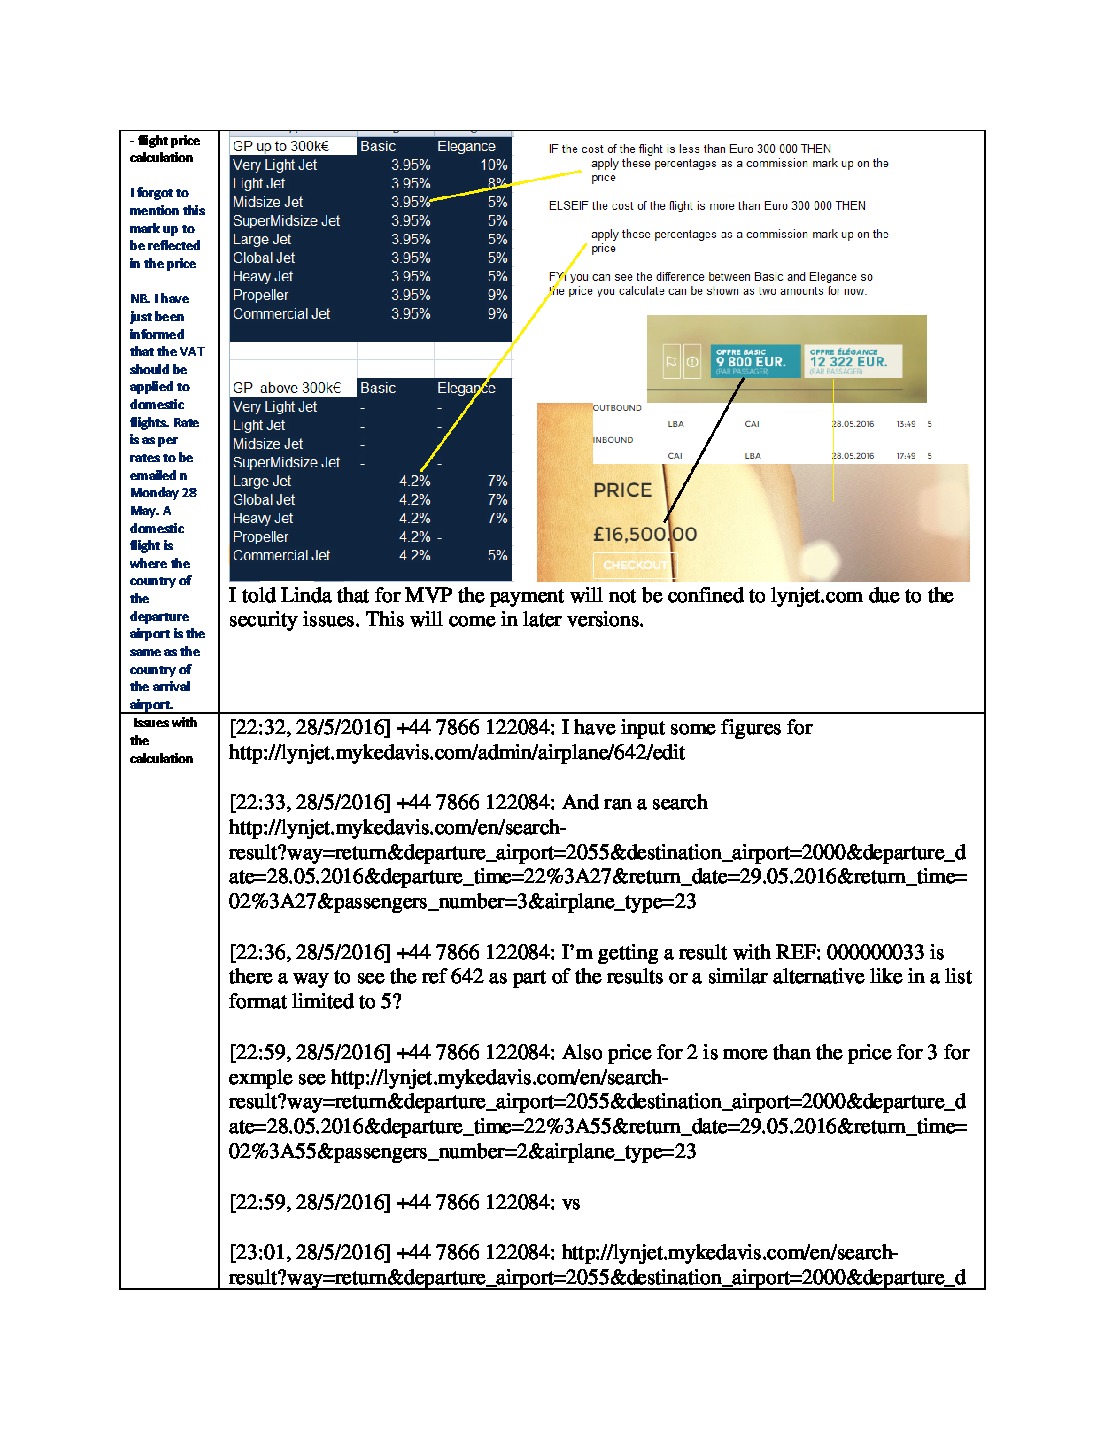 - flight price
calculation
I forgot to
mention this
mark up to
be reflected
in the price
NB. I have
just been
informed
that the VAT
should be
applied to
domestic
flights. Rate
is as per
rates to be
emailed n
Monday 28
May. A
domestic
flight is
where the
country of
the
departure
airport is the
same as the
country of
the arrival
airport.
GP up to 300k€ Basic Elegance
Very Light Jet 3.95% 10%
Light Jet 3.95% 8%
Midsize Jet 3.95% 5%
SuperMidsize Jet 3.95% 5%
Large Jet 3.95% 5%
Global Jet 3.95% 5%
Heavy Jet 3.95% 5%
Propeller 3.95% 9%
Commercial Jet 3.95% 9%
GP above 300k€ Basic Elegance
Very Light Jet - -
Light Jet - -
Midsize Jet - -
SuperMidsize Jet - -
Large Jet 4.2% 7%
Global Jet 4.2% 7%
Heavy Jet 4.2% 7%
Propeller 4.2% -
Commercial Jet 4.2% 5%
IF the cost of the flight is less than Euro 300 000 THEN
apply these percentages as a commission mark up on the
price
ELSEIF the cost of the flight is more than Euro 300 000 THEN
apply these percentages as a commission mark up on the
price
FYI you can see the difference between Basic and Elegance so
the price you calculate can be shown as two amounts for now.
OFFRE BASIC OFFRE ÉLÉGANCE
9 800 EUR. 12 322 EUR.
(PAR PASSAGER) (PAR PASSAGER)
OUTBOUND
LBA CAI 28.05.2016 13:49 5
INBOUND
CAI LBA 28.05.2016 17:49 5
PRICE
£16,500.00
CHECKOUT
I told Linda that for MVP the payment will not be confined to lynjet.com due to the
security issues. This will come in later versions.
Issues with
the
calculation
[22:32, 28/5/2016] +44 7866 122084: I have input some figures for
http://lynjet.mykedavis.com/admin/airplane/642/edit
[22:33, 28/5/2016] +44 7866 122084: And ran a search
http://lynjet.mykedavis.com/en/search-
result?way=return&departure_airport=2055&destination_airport=2000&departure_d
ate=28.05.2016&departure_time=22%3A27&return_date=29.05.2016&return_time=
02%3A27&passengers_number=3&airplane_type=23
[22:36, 28/5/2016] +44 7866 122084: I’m getting a result with REF: 000000033 is
there a way to see the ref 642 as part of the results or a similar alternative like in a list
format limited to 5?
[22:59, 28/5/2016] +44 7866 122084: Also price for 2 is more than the price for 3 for
exmple see http://lynjet.mykedavis.com/en/search-
result?way=return&departure_airport=2055&destination_airport=2000&departure_d
ate=28.05.2016&departure_time=22%3A55&return_date=29.05.2016&return_time=
02%3A55&passengers_number=2&airplane_type=23
[22:59, 28/5/2016] +44 7866 122084: vs
[23:01, 28/5/2016] +44 7866 122084: http://lynjet.mykedavis.com/en/search-
result?way=return&departure_airport=2055&destination_airport=2000&departure_d